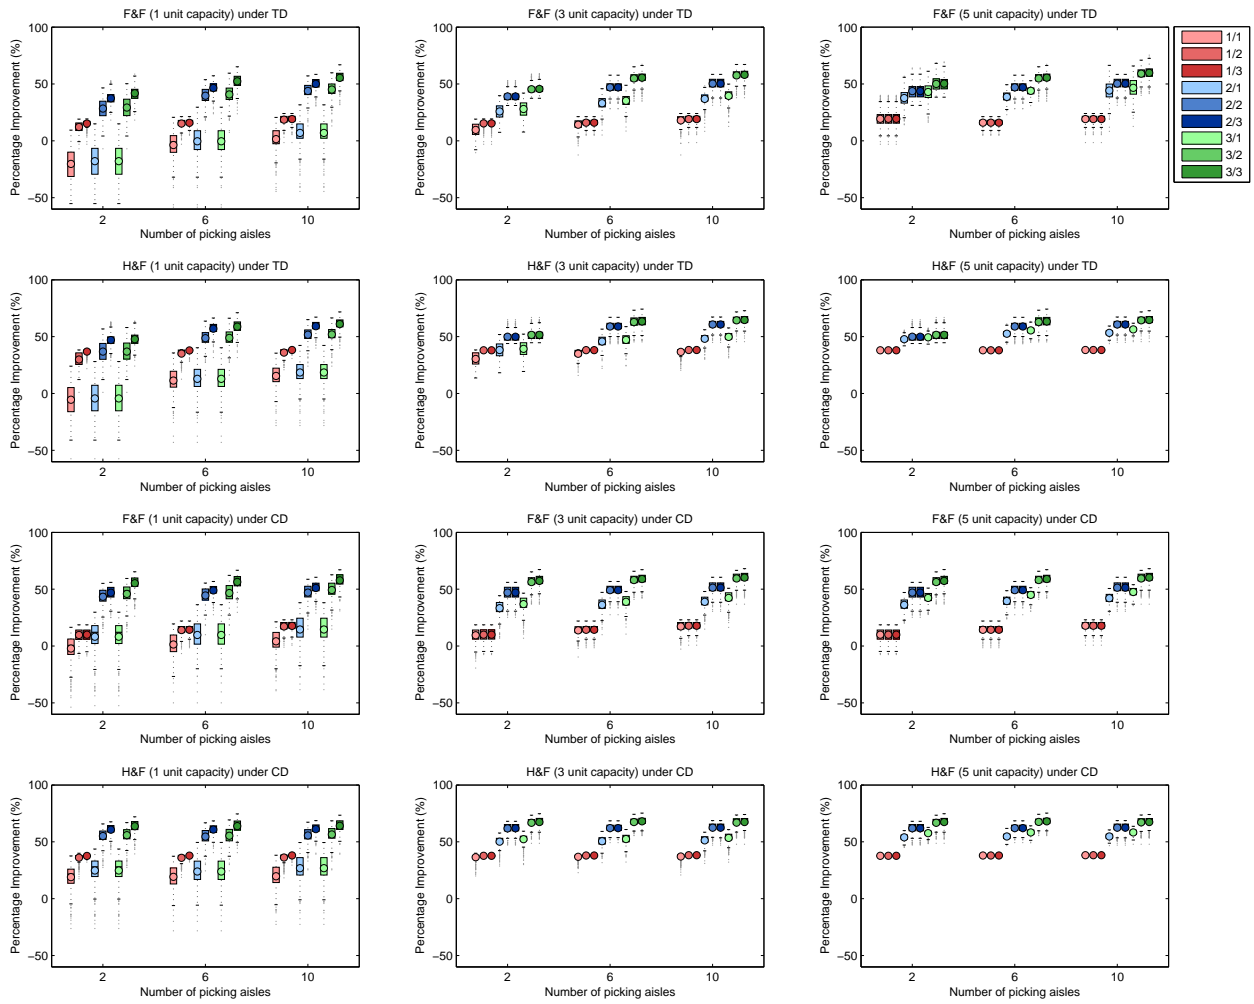 F&F (1 unit capacity) under TD
F&F (3 unit capacity) under TD
F&F (5 unit capacity) under TD
Percentage Improvement (%)
100
50
0
−50
2
6
10
Number of picking aisles
Percentage Improvement (%)
100
50
0
−50
2
6
10
Number of picking aisles
Percentage Improvement (%)
100
50
0
−50
2
6
10
Number of picking aisles
1/1
1/2
1/3
2/1
2/2
2/3
3/1
3/2
3/3
H&F (1 unit capacity) under TD
H&F (3 unit capacity) under TD
H&F (5 unit capacity) under TD
Percentage Improvement (%)
100
50
0
−50
2
6
10
Number of picking aisles
Percentage Improvement (%)
100
50
0
−50
2
6
10
Number of picking aisles
Percentage Improvement (%)
100
50
0
−50
2
6
10
Number of picking aisles
F&F (1 unit capacity) under CD
F&F (3 unit capacity) under CD
F&F (5 unit capacity) under CD
Percentage Improvement (%)
100
50
0
−50
2
6
10
Number of picking aisles
Percentage Improvement (%)
100
50
0
−50
2
6
10
Number of picking aisles
Percentage Improvement (%)
100
50
0
−50
2
6
10
Number of picking aisles
H&F (1 unit capacity) under CD
H&F (3 unit capacity) under CD
H&F (5 unit capacity) under CD
Percentage Improvement (%)
100
50
0
−50
2
6
10
Number of picking aisles
Percentage Improvement (%)
100
50
0
−50
2
6
10
Number of picking aisles
Percentage Improvement (%)
100
50
0
−50
2
6
10
Number of picking aisles